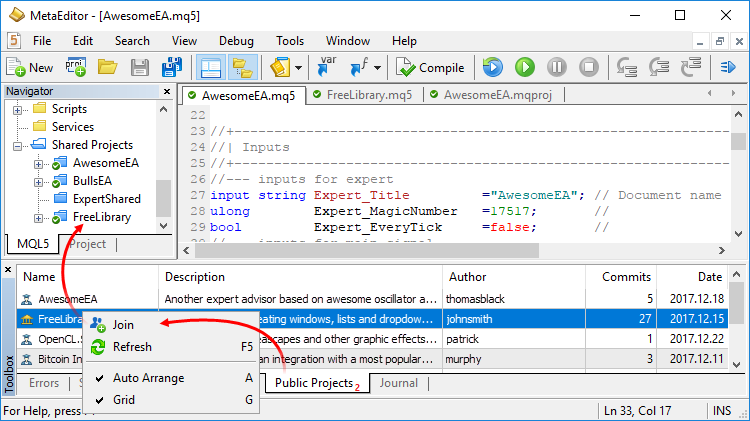 MetaEditor - [AwesomeEA.mq5]
File Edit Search View Debug Tools Window Help
New Compile
Navigator
Scripts
Services
Shared Projects
AwesomeEA
BullsEA
ExpertShared
FreeLibrary
MQL5 Project
AwesomeEA.mq5 FreeLibrary.mq5 AwesomeEA.mqproj
22
23 //+
24 //| Inputs
25 //+
26 //--- inputs for expert
27 input string Expert_Title ="AwesomeEA"; // Document name
28 ulong Expert_MagicNumber =17517; //
29 bool Expert_EveryTick =false; //
Name Description Author Commits Date
AwesomeEA Another expert advisor based on awesome oscillator a... thomasblack 5 2017.12.18
FreeLibra eating windows, lists and dropdow... johnsmith 27 2017.12.15
OpenCL.S eascapes and other graphic effects... patrick 1 2017.12.22
Bitcoin In an integration with a most popular... murphy 3 2017.12.11
Join
Refresh F5
Auto Arrange A
Grid G
Toolbox
Errors Public Projects 2 Journal
For Help, press Ln 33, Col 17 INS